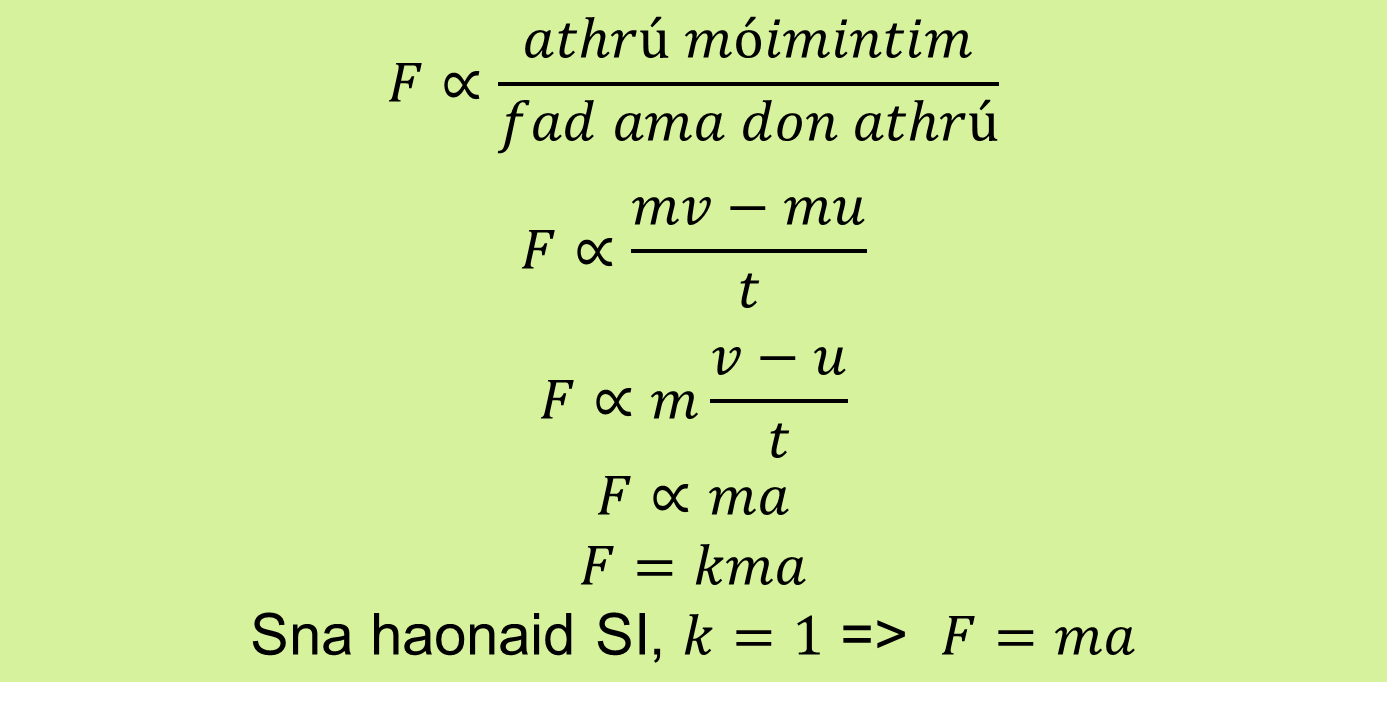 F ∝ athrú móimintim / fad ama don athrú
F ∝ mv − mu / t
F ∝ m v − u / t
F ∝ ma
F = kma
Sna haonaid SI, k = 1 => F = ma